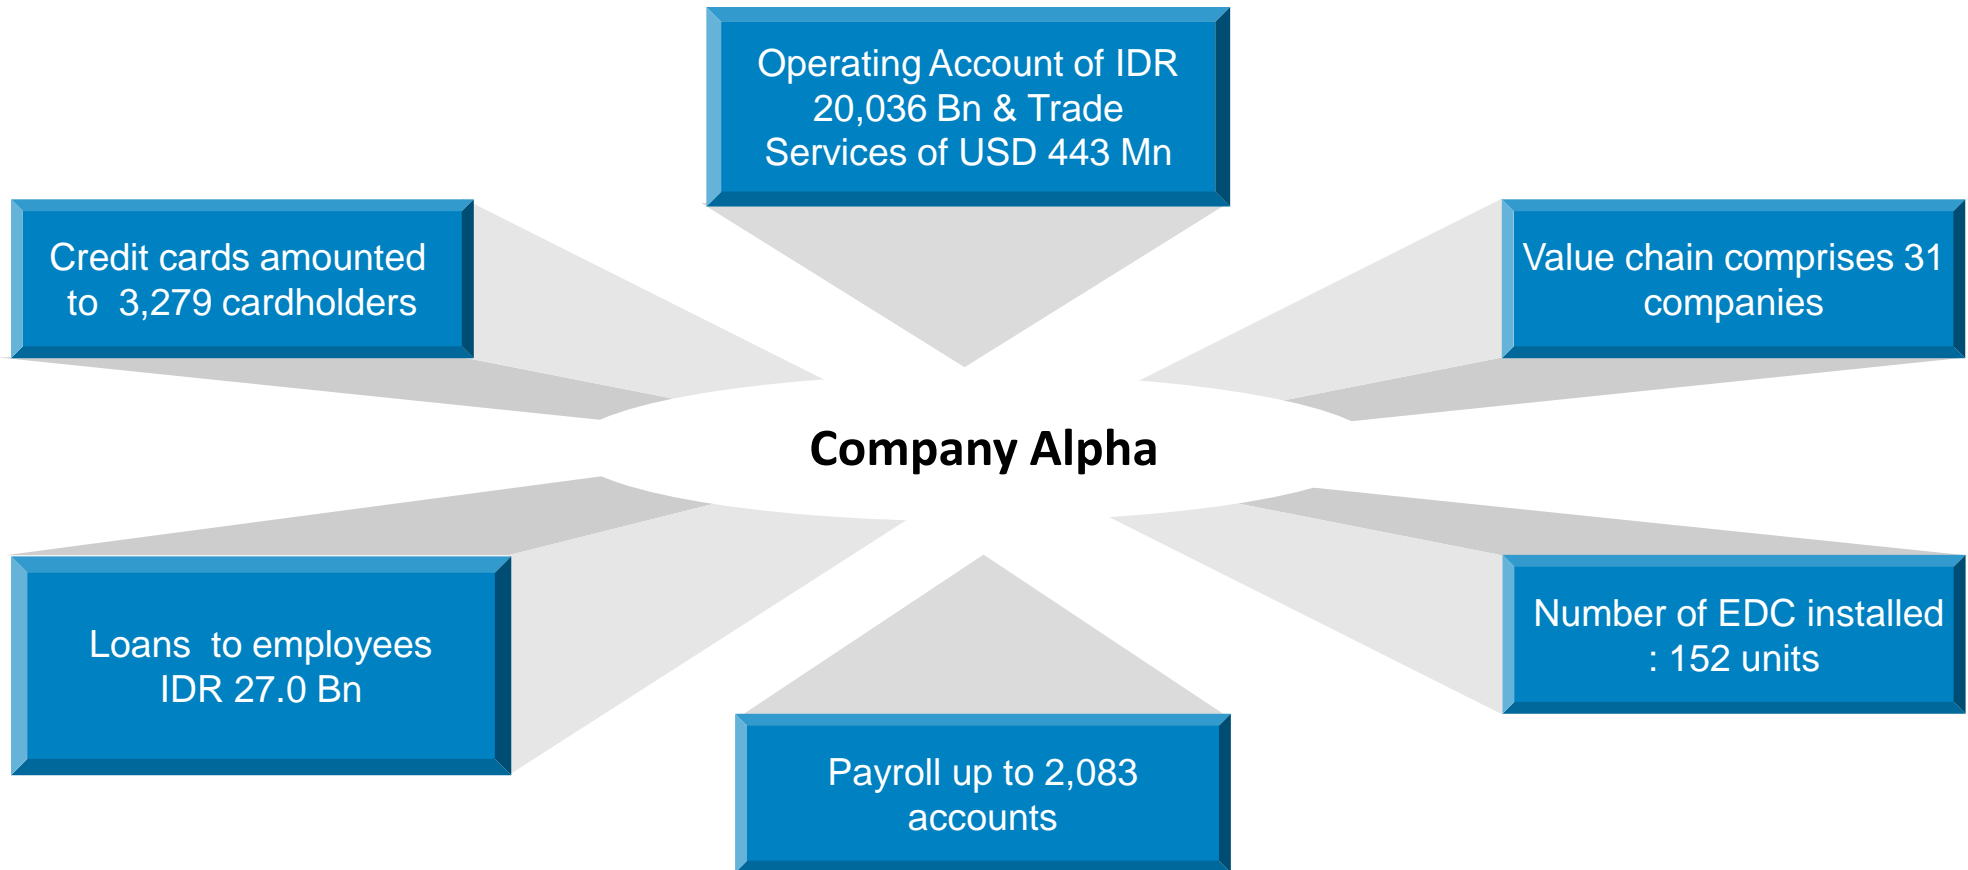 Operating Account of IDR
20,036 Bn & Trade
Services of USD 443 Mn
Credit cards amounted
to  3,279 cardholders
Value chain comprises 31
companies
Company Alpha
Loans  to employees
IDR 27.0 Bn
Number of EDC installed
: 152 units
Payroll up to 2,083
accounts